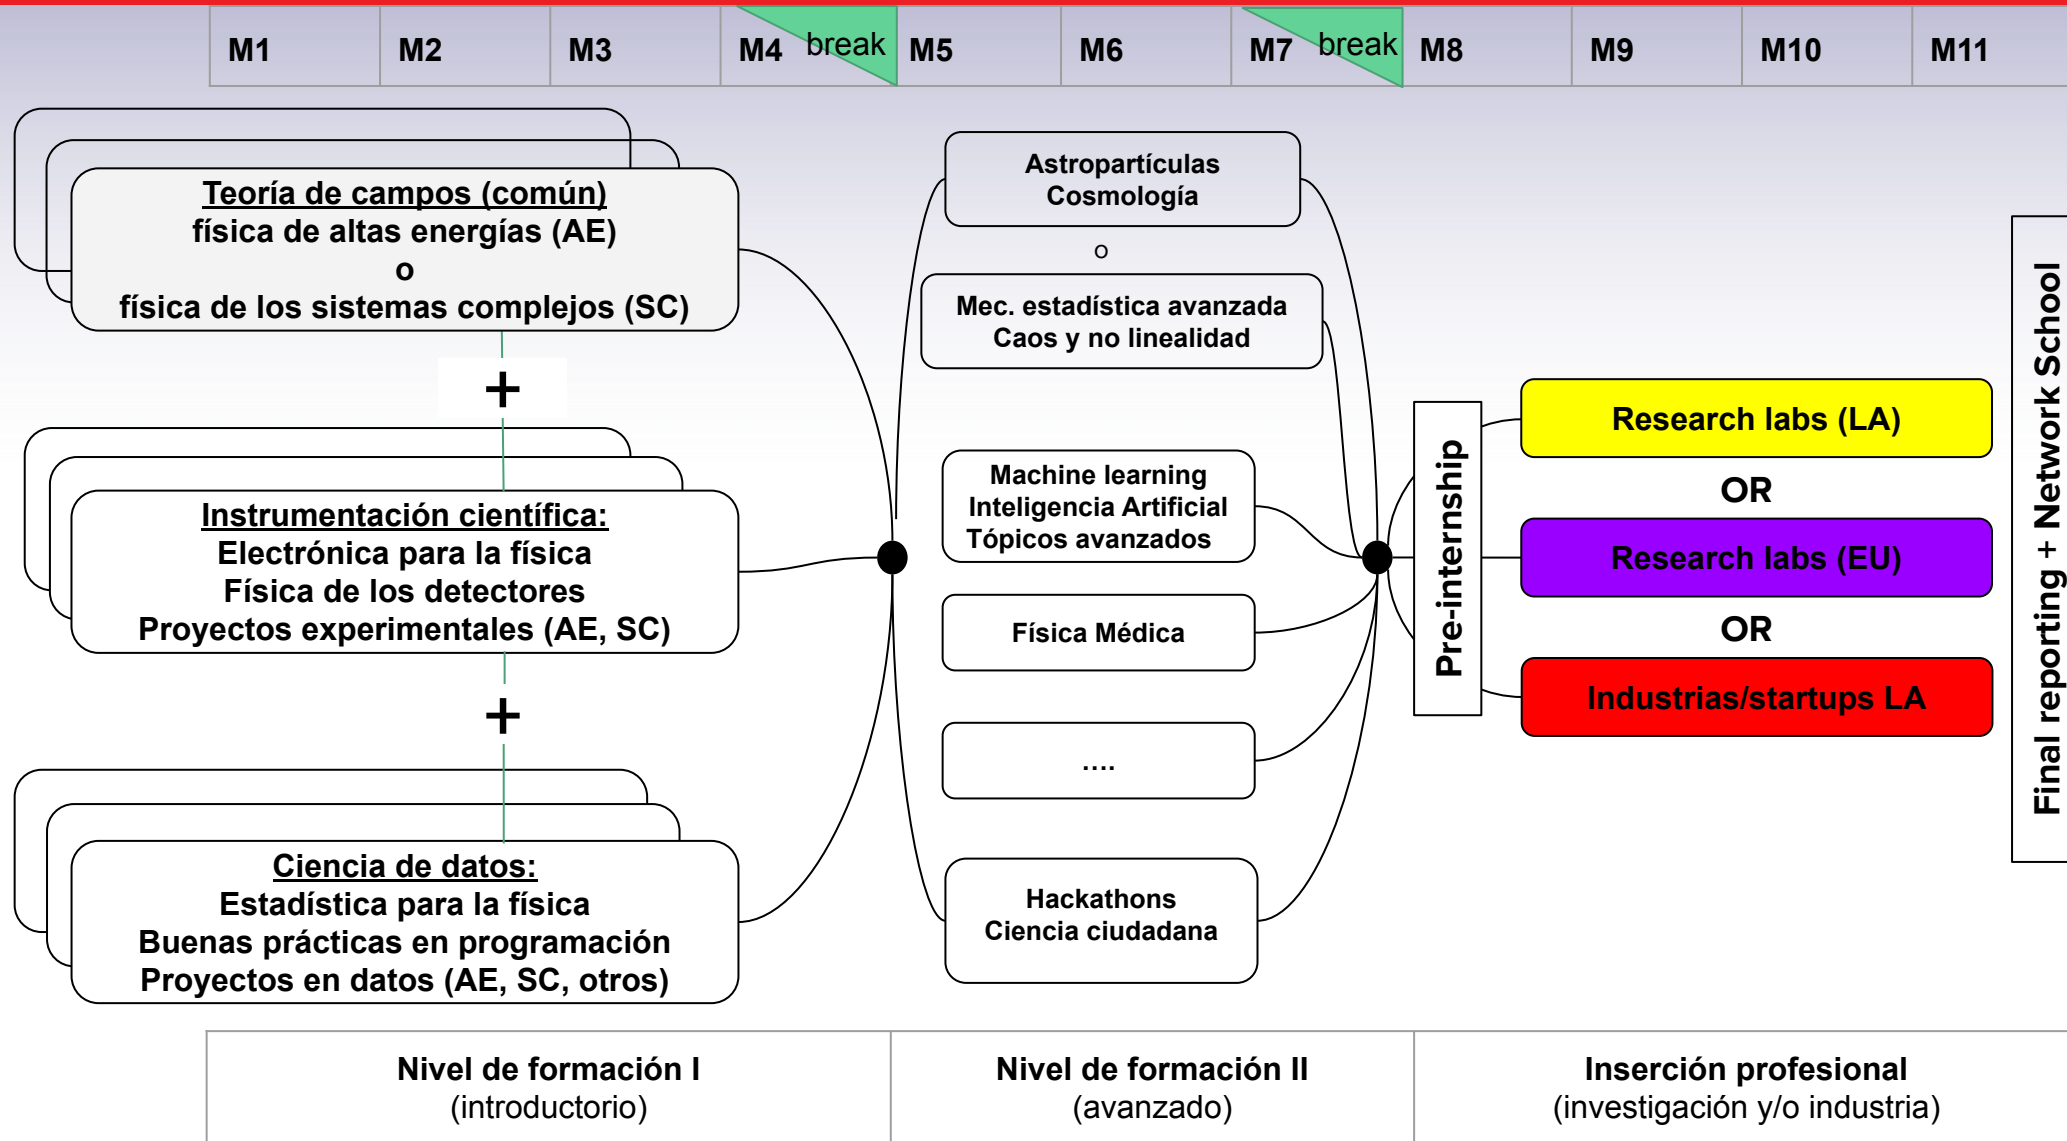 M1 M2 M3 M4 break M5 M6 M7 break M8 M9 M10 M11
Teoría de campos (común)
física de altas energías (AE)
o
física de los sistemas complejos (SC)
+
Instrumentación científica:
Electrónica para la física
Física de los detectores
Proyectos experimentales (AE, SC)
+
Ciencia de datos:
Estadística para la física
Buenas prácticas en programación
Proyectos en datos (AE, SC, otros)
Astropartículas
Cosmología
o
Mec. estadística avanzada
Caos y no linealidad
Machine learning
Inteligencia Artificial
Tópicos avanzados
Física Médica
....
Hackathons
Ciencia ciudadana
Pre-internship
Research labs (LA)
OR
Research labs (EU)
OR
Industrias/startups LA
Final reporting + Network School
Nivel de formación I
(introductorio)
Nivel de formación II
(avanzado)
Inserción profesional
(investigación y/o industria)